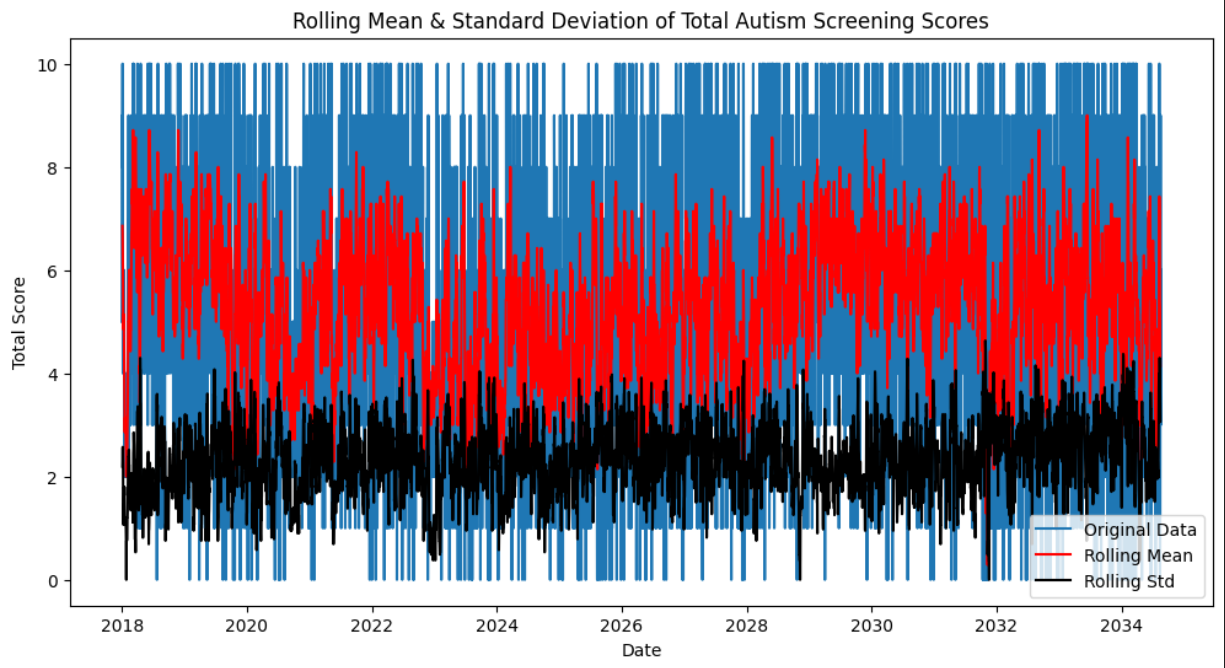 Rolling Mean & Standard Deviation of Total Autism Screening Scores
10
8
6
4
2
0
Total Score
Original Data
Rolling Mean
Rolling Std
2018 2020 2022 2024 2026 2028 2030 2032 2034
Date